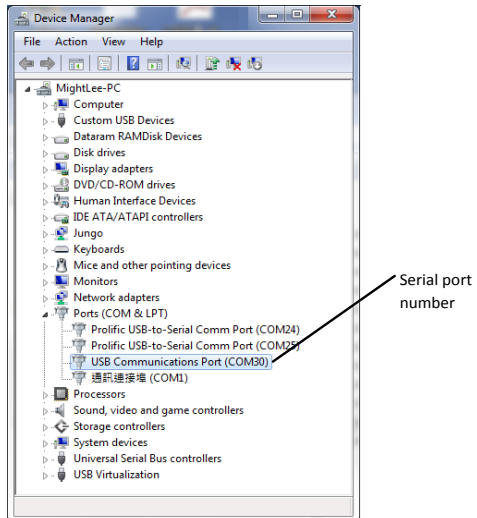 Device Manager
File Action View Help
MightLee-PC
Computer
Custom USB Devices
Dataram RAMDisk Devices
Disk drives
Display adapters
DVD/CD-ROM drives
Human Interface Devices
IDE ATA/ATAPI controllers
Jungo
Keyboards
Mice and other pointing devices
Monitors
Network adapters
Ports (COM & LPT)
Prolific USB-to-Serial Comm Port (COM24)
Prolific USB-to-Serial Comm Port (COM25)
USB Communications Port (COM30)
通訊連接埠 (COM1)
Processors
Sound, video and game controllers
Storage controllers
System devices
Universal Serial Bus controllers
USB Virtualization
Serial port
number